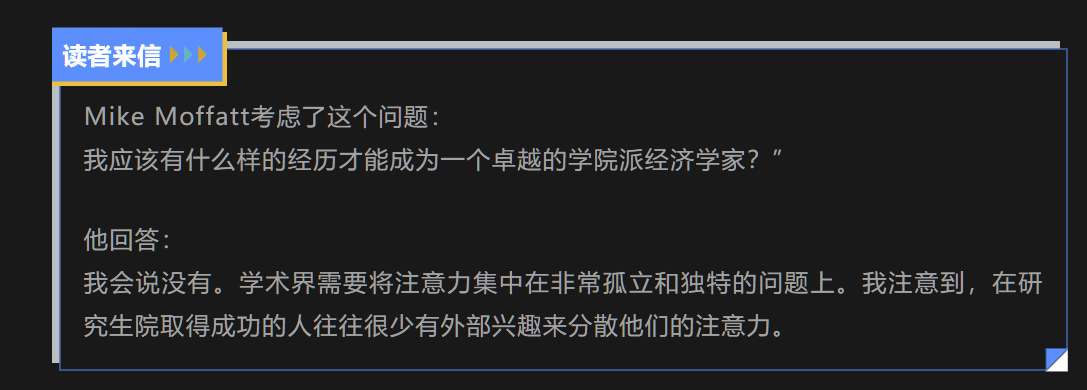 读者来信
Mike Moffatt考虑了这个问题：
我应该有什么样的经历才能成为一个卓越的学院派经济学家？”
他回答：
我会说没有。学术界需要将注意力集中在非常孤立和独特的问题上。我注意到，在研
究生院取得成功的人往往很少有外部兴趣来分散他们的注意力。